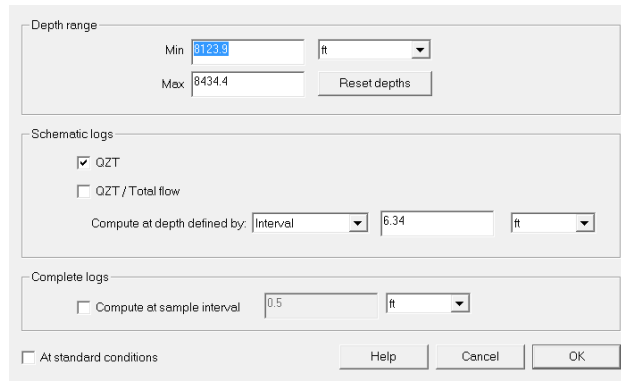 Depth range
Min 8123.9 ft
Max 8434.4 Reset depths
Schematic logs
QZT
QZT / Total flow
Compute at depth defined by: Interval 6.34 ft
Complete logs
Compute at sample interval 0.5 ft
At standard conditions Help Cancel OK